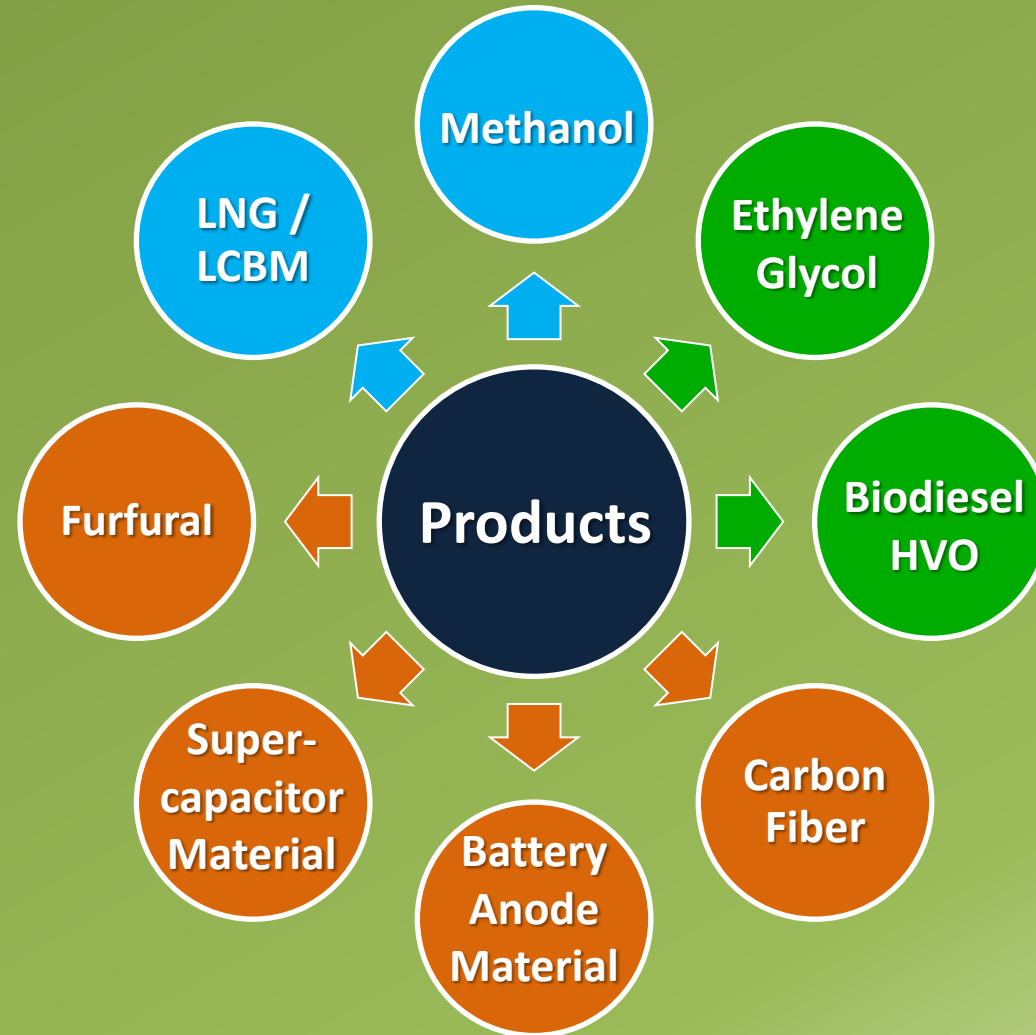 Methanol
Ethylene
Glycol
Biodiesel
HVO
Carbon
Fiber
Battery
Anode
Material
Super-
capacitor
Material
Furfural
LNG /
LCBM
Products